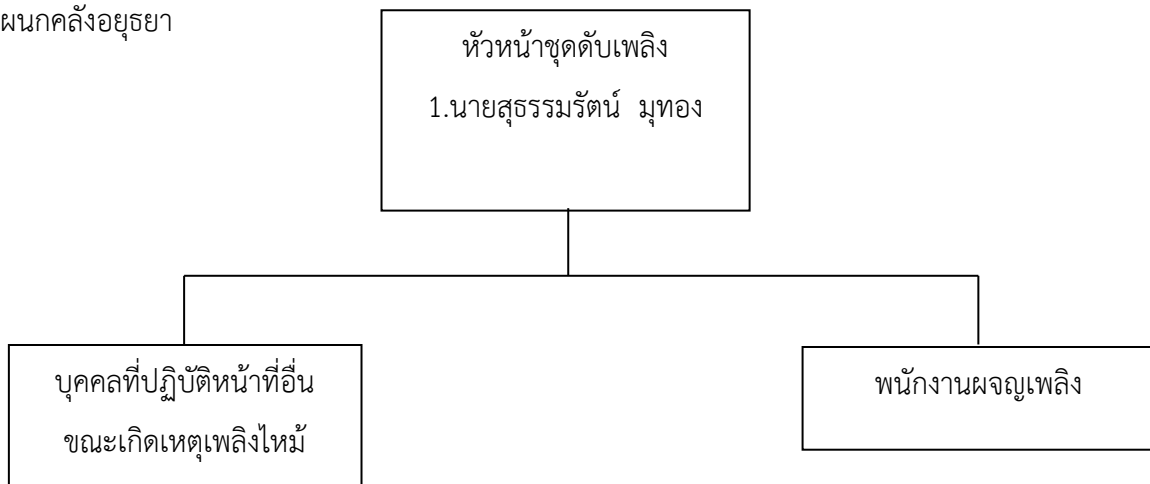 ผนกคลังอยุธยา
หัวหน้าชุดดับเพลิง
1.นายสุธรรมรัตน์ มุทอง
บุคคลที่ปฏิบัติหน้าที่อื่น
ขณะเกิดเหตุเพลิงไหม้
พนักงานผจญเพลิง